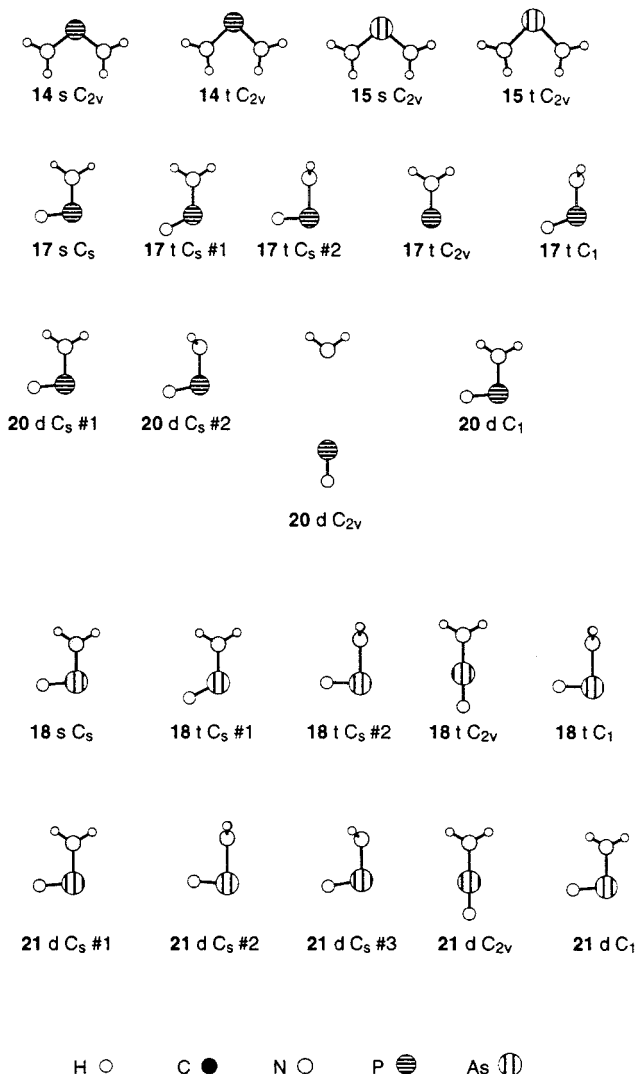 14 s C2v 14 t C2v 15 s C2v 15 t C2v
17 s Cs 17 t Cs #1 17 t Cs #2 17 t C2v 17 t C1
20 d Cs #1 20 d Cs #2 20 d C1
20 d C2v
18 s Cs 18 t Cs #1 18 t Cs #2 18 t C2v 18 t C1
21 d Cs #1 21 d Cs #2 21 d Cs #3 21 d C2v 21 d C1
H C N P As